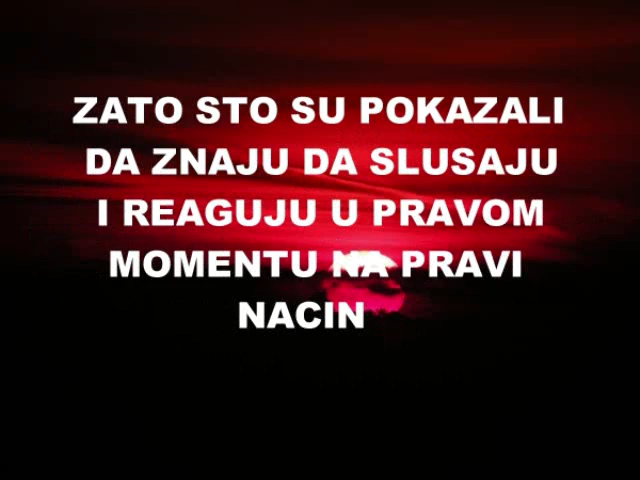 ZATO STO SU POKAZALI
DA ZNAJU DA SLUSAJU
I REAGUJU U PRAVOM
MOMENTU NA PRAVI
NACIN